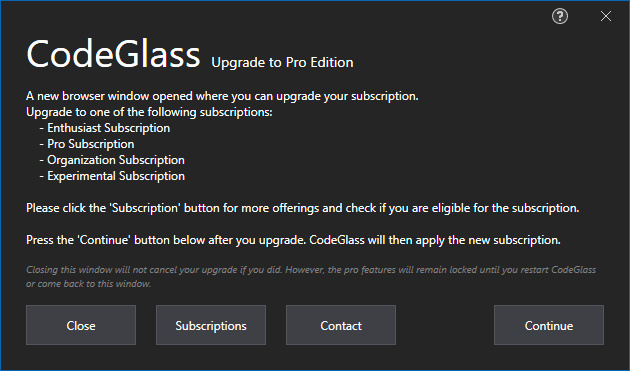 CodeGlass Upgrade to Pro Edition
A new browser window opened where you can upgrade your subscription.
Upgrade to one of the following subscriptions:
- Enthusiast Subscription
- Pro Subscription
- Organization Subscription
- Experimental Subscription
Please click the 'Subscription' button for more offerings and check if you are eligible for the subscription.
Press the 'Continue' button below after you upgrade. CodeGlass will then apply the new subscription.
Closing this window will not cancel your upgrade if you did. However, the pro features will remain locked until you restart CodeGlass
or come back to this window.
Close Subscriptions Contact Continue